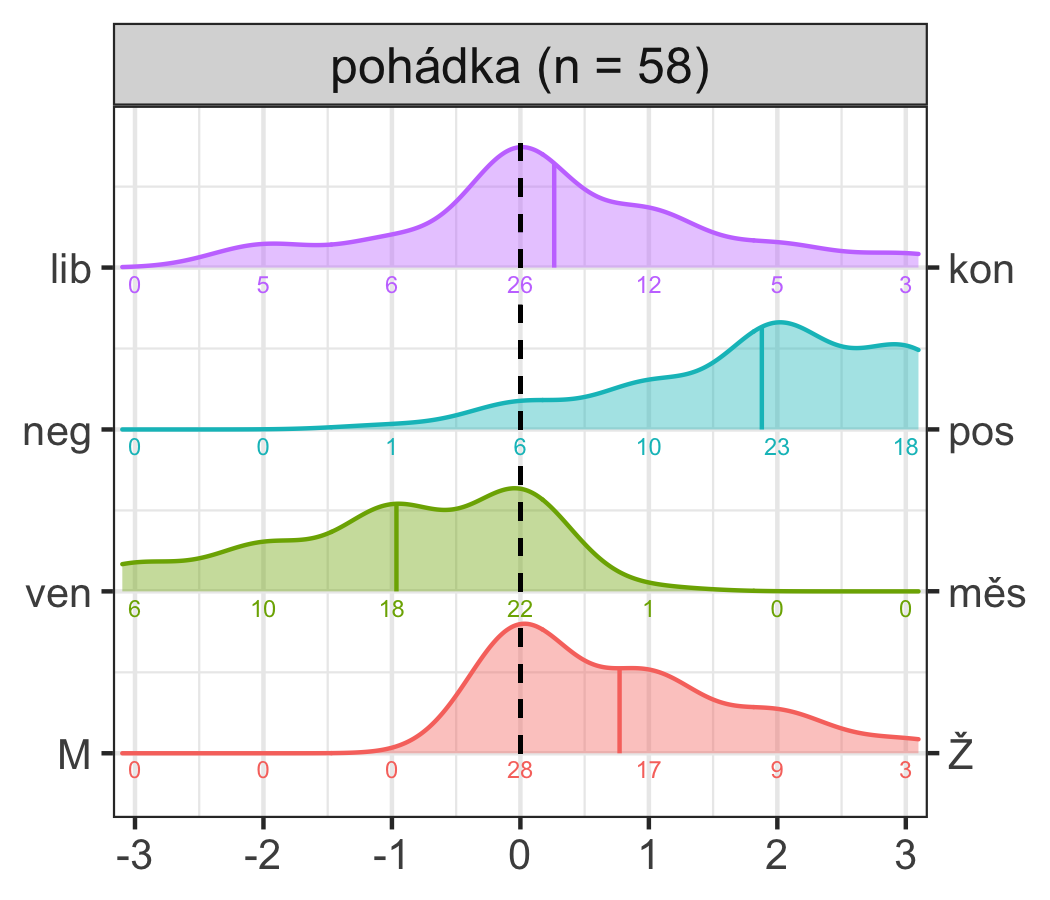 pohádka (n = 58)
lib kon
0 5 6 26 12 5 3
neg pos
0 0 1 6 10 23 18
ven měs
6 10 18 22 1 0 0
M Ž
0 0 0 28 17 9 3
-3 -2 -1 0 1 2 3